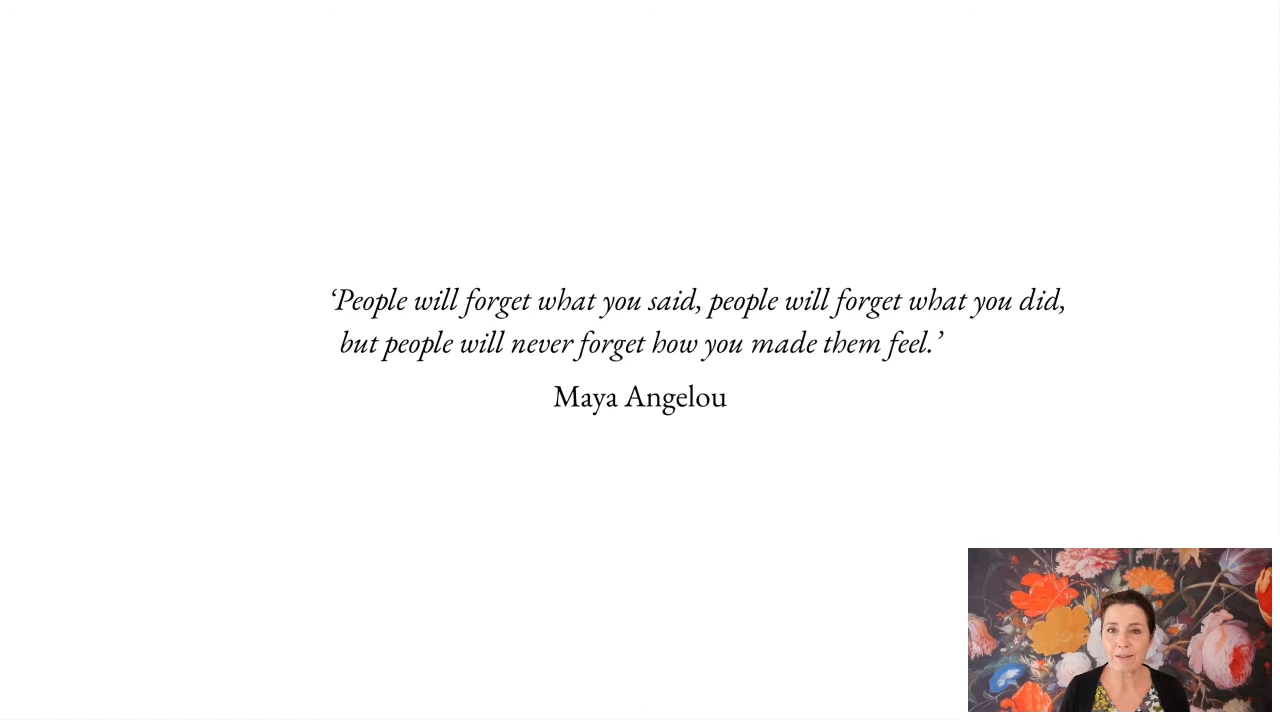 ‘People will forget what you said, people will forget what you did,
but people will never forget how you made them feel.’
Maya Angelou